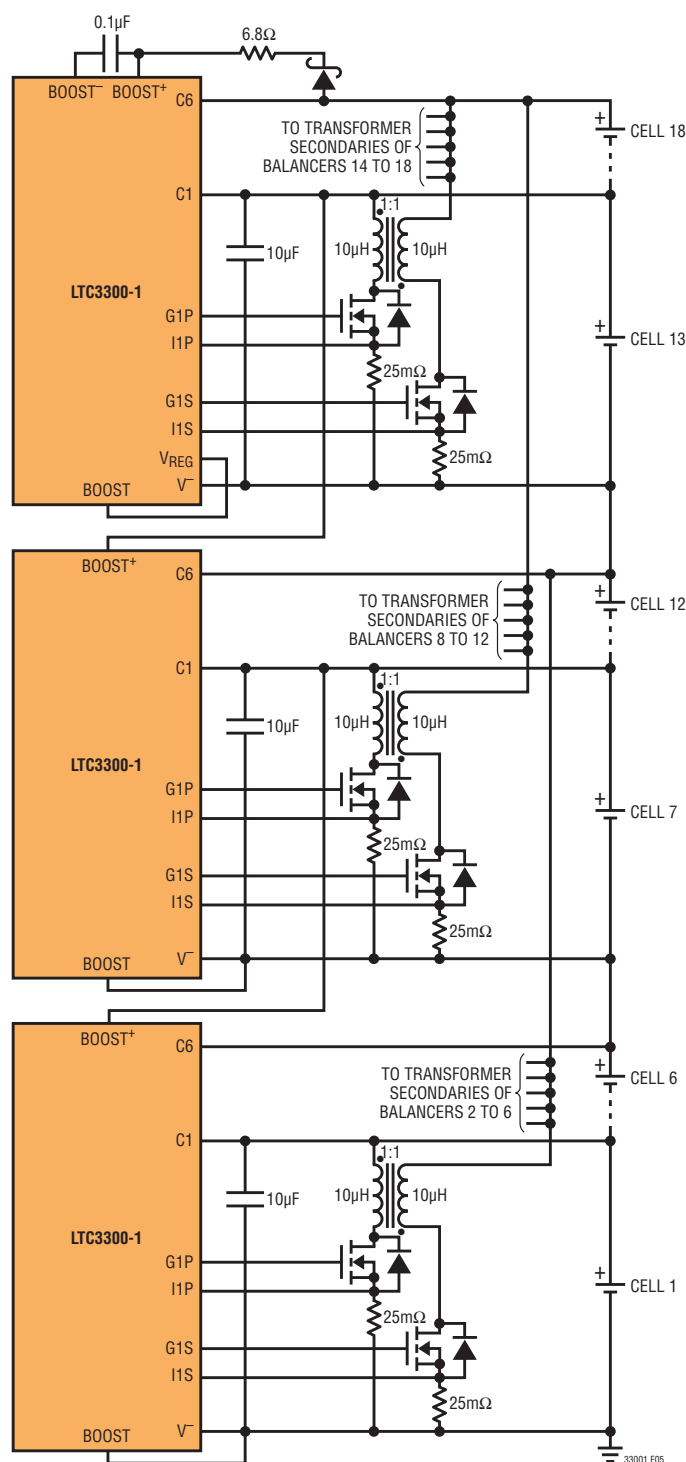 0.1µF
6.8Ω
BOOST⁻
BOOST⁺
C6
TO TRANSFORMER
SECONDARIES OF
BALANCERS 14 TO 18
+
CELL 18
C1
1:1
10µF
10µH
10µH
LTC3300-1
G1P
I1P
+
CELL 13
25mΩ
G1S
I1S
25mΩ
VREG
BOOST
V⁻
BOOST⁺
C6
TO TRANSFORMER
SECONDARIES OF
BALANCERS 8 TO 12
+
CELL 12
C1
1:1
10µF
10µH
10µH
LTC3300-1
G1P
I1P
+
CELL 7
25mΩ
G1S
I1S
25mΩ
BOOST
V⁻
BOOST⁺
C6
TO TRANSFORMER
SECONDARIES OF
BALANCERS 2 TO 6
+
CELL 6
C1
1:1
10µF
10µH
10µH
LTC3300-1
G1P
I1P
+
CELL 1
25mΩ
G1S
I1S
25mΩ
BOOST
V⁻
33001 F05